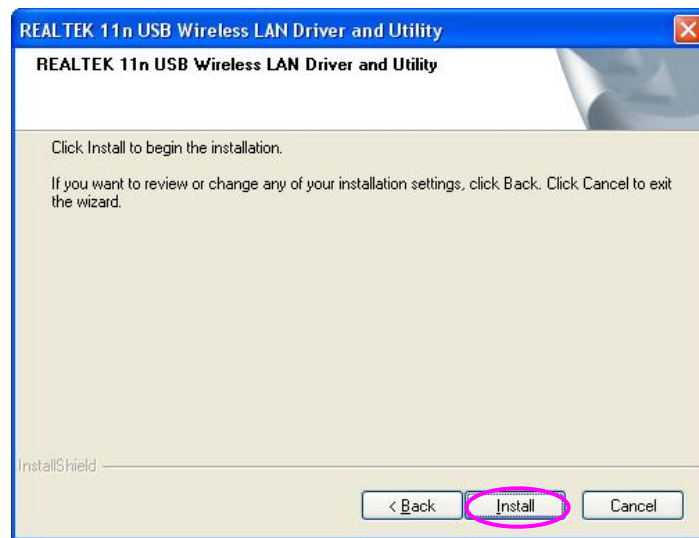 REALTEK 11n USB Wireless LAN Driver and Utility
REALTEK 11n USB Wireless LAN Driver and Utility
Click Install to begin the installation.
If you want to review or change any of your installation settings, click Back. Click Cancel to exit
the wizard.
InstallShield
< Back Install Cancel